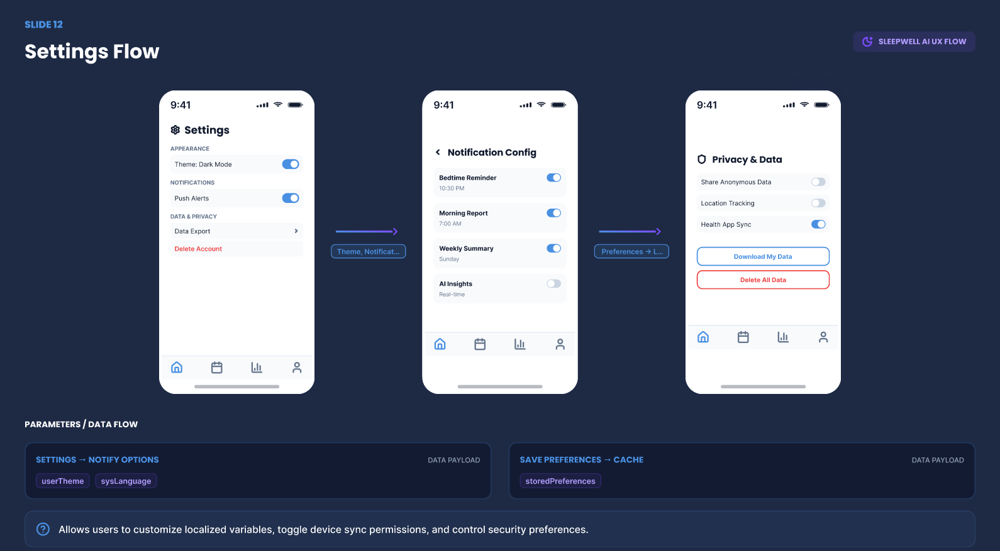 SLIDE 12
Settings Flow
SLEEPWELL AI UX FLOW
9:41
Settings
APPEARANCE
Theme: Dark Mode
NOTIFICATIONS
Push Alerts
DATA & PRIVACY
Data Export
Delete Account
Theme, Notificat...
9:41
Notification Config
Bedtime Reminder
10:30 PM
Morning Report
7:00 AM
Weekly Summary
Sunday
AI Insights
Real-time
Preferences → L...
9:41
Privacy & Data
Share Anonymous Data
Location Tracking
Health App Sync
Download My Data
Delete All Data
PARAMETERS / DATA FLOW
SETTINGS → NOTIFY OPTIONS
DATA PAYLOAD
userTheme sysLanguage
SAVE PREFERENCES → CACHE
DATA PAYLOAD
storedPreferences
Allows users to customize localized variables, toggle device sync permissions, and control security preferences.